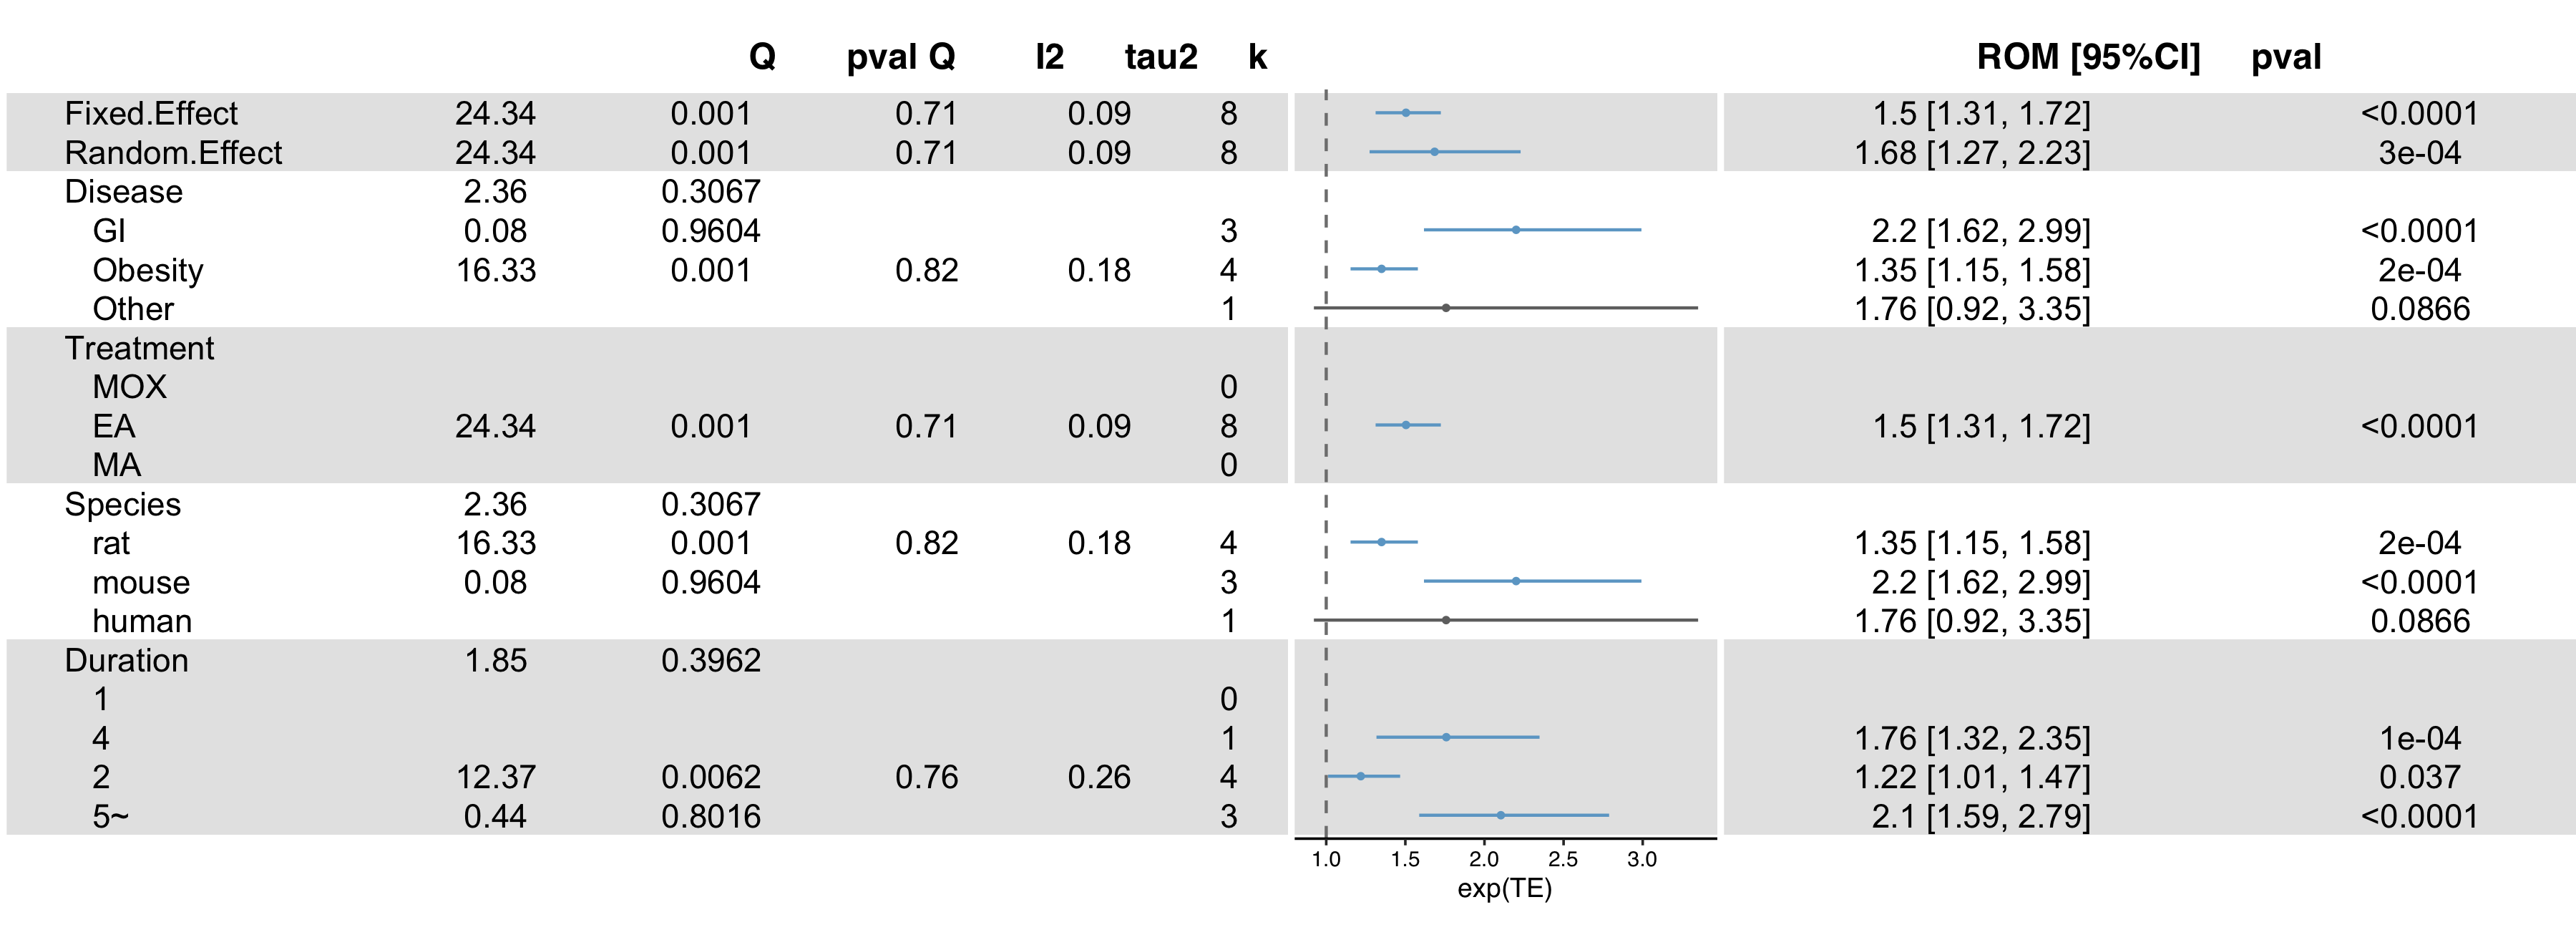 Q pval Q I2 tau2 k ROM [95%CI] pval
Fixed.Effect 24.34 0.001 0.71 0.09 8 1.5 [1.31, 1.72] <0.0001
Random.Effect 24.34 0.001 0.71 0.09 8 1.68 [1.27, 2.23] 3e-04
Disease 2.36 0.3067
GI 0.08 0.9604 3 2.2 [1.62, 2.99] <0.0001
Obesity 16.33 0.001 0.82 0.18 4 1.35 [1.15, 1.58] 2e-04
Other 1 1.76 [0.92, 3.35] 0.0866
Treatment
MOX 0
EA 24.34 0.001 0.71 0.09 8 1.5 [1.31, 1.72] <0.0001
MA 0
Species 2.36 0.3067
rat 16.33 0.001 0.82 0.18 4 1.35 [1.15, 1.58] 2e-04
mouse 0.08 0.9604 3 2.2 [1.62, 2.99] <0.0001
human 1 1.76 [0.92, 3.35] 0.0866
Duration 1.85 0.3962
1 0
4 1 1.76 [1.32, 2.35] 1e-04
2 12.37 0.0062 0.76 0.26 4 1.22 [1.01, 1.47] 0.037
5~ 0.44 0.8016 3 2.1 [1.59, 2.79] <0.0001
1.0 1.5 2.0 2.5 3.0
exp(TE)